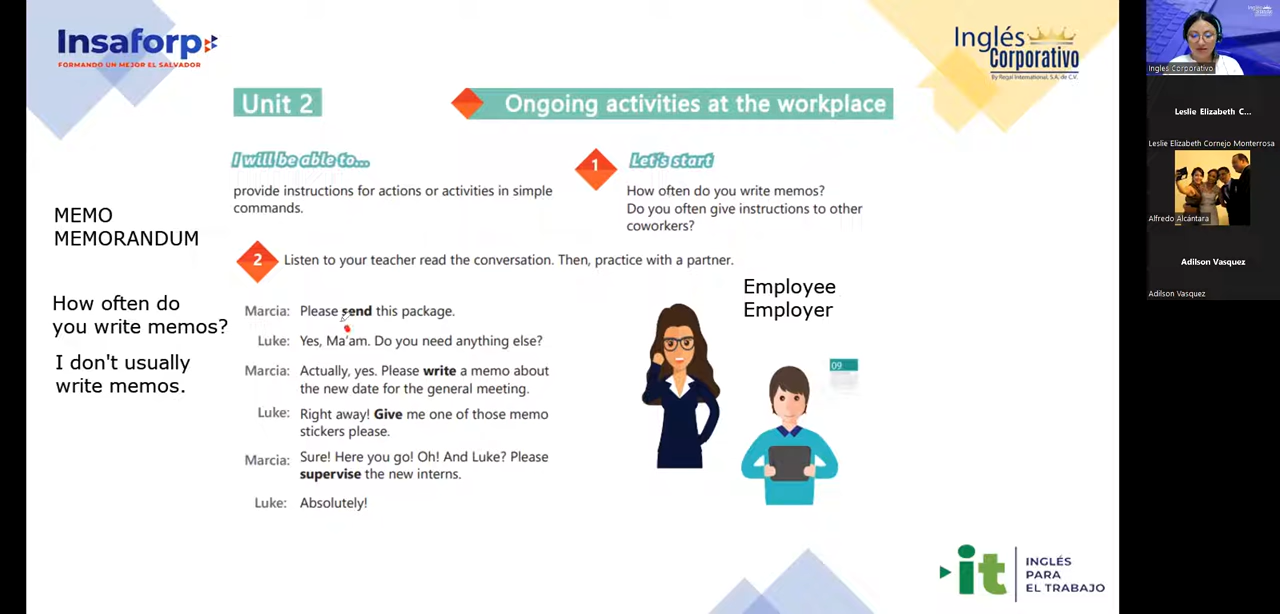 Insaforp
FORMANDO UN MEJOR EL SALVADOR
Inglés
Corporativo
By Regal International, S.A. de C.V.
Unit 2
Ongoing activities at the workplace
I will be able to...
provide instructions for actions or activities in simple
commands.
1
Let's start
How often do you write memos?
Do you often give instructions to other
coworkers?
MEMO
MEMORANDUM
2
Listen to your teacher read the conversation. Then, practice with a partner.
How often do
you write memos?
I don't usually
write memos.
Marcia: Please send this package.
Luke: Yes, Ma'am. Do you need anything else?
Marcia: Actually, yes. Please write a memo about
the new date for the general meeting.
Luke: Right away! Give me one of those memo
stickers please.
Marcia: Sure! Here you go! Oh! And Luke? Please
supervise the new interns.
Luke: Absolutely!
Employee
Employer
09
it
INGLÉS
PARA
EL TRABAJO
Inglés Corporativo
Leslie Elizabeth C...
Leslie Elizabeth Cornejo Monterrosa
Alfredo Alcántara
Adilson Vasquez
Adilson Vasquez